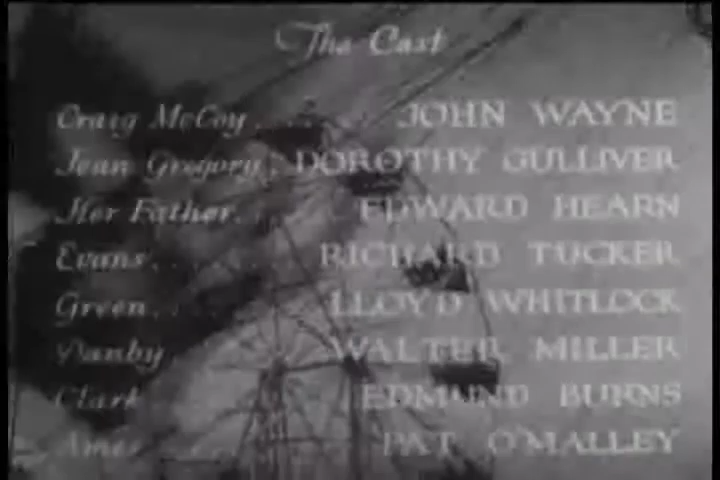 The Cast
Craig McCoy .... JOHN WAYNE
Jean Gregory . DOROTHY GULLIVER
Her Father. . . EDWARD HEARN
Evans. . . . . . . RICHARD TUCKER
Green. . . . . LLOYD WHITLOCK
Danby WALTER MILLER
Clark EDMUND BURNS
Ames . . . . PAT O'MALLEY